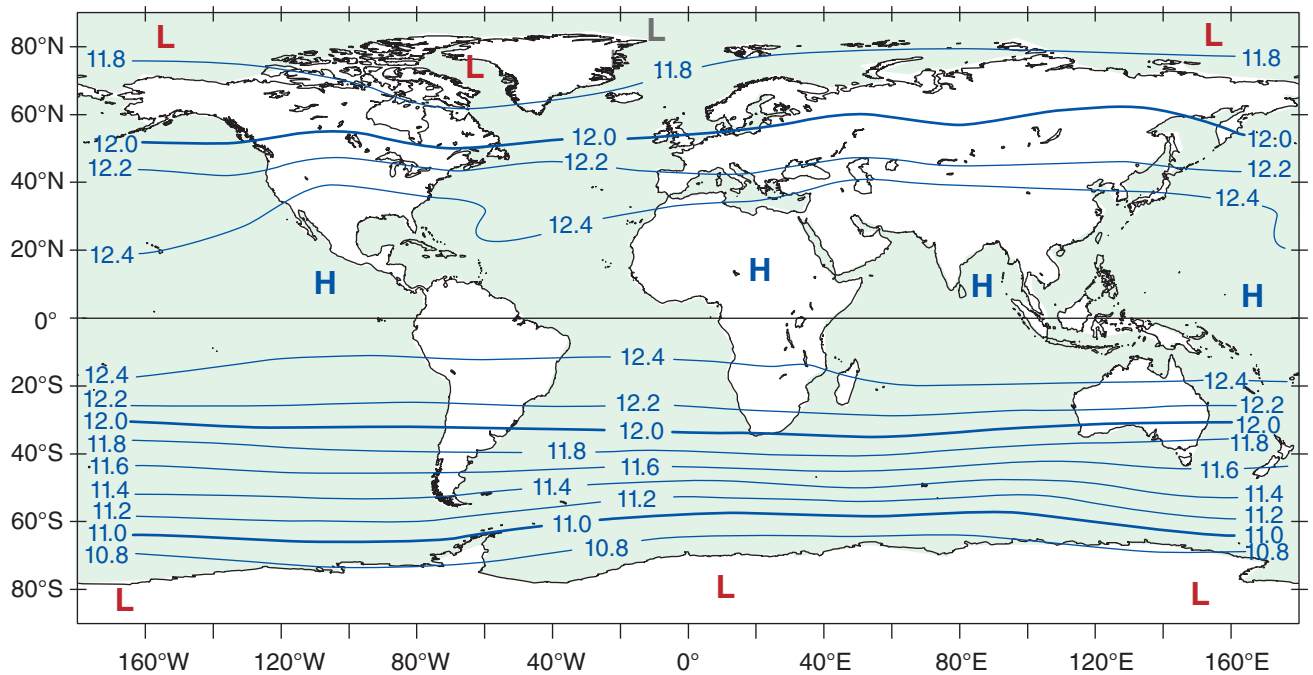 L L L
80°N 11.8 L 11.8 11.8
60°N
12.0 12.0 12.0
12.2 12.2 12.2
40°N
12.4 12.4 12.4
20°N
H H H H
0°
12.4 12.4 12.4
20°S
12.2 12.2 12.2
12.0 12.0 12.0
40°S 11.8 11.8 11.8
11.6 11.6 11.6
11.4 11.4 11.4
11.2 11.2 11.2
60°S 11.0 11.0 11.0
10.8 10.8 10.8
80°S L L L
160°W 120°W 80°W 40°W 0° 40°E 80°E 120°E 160°E